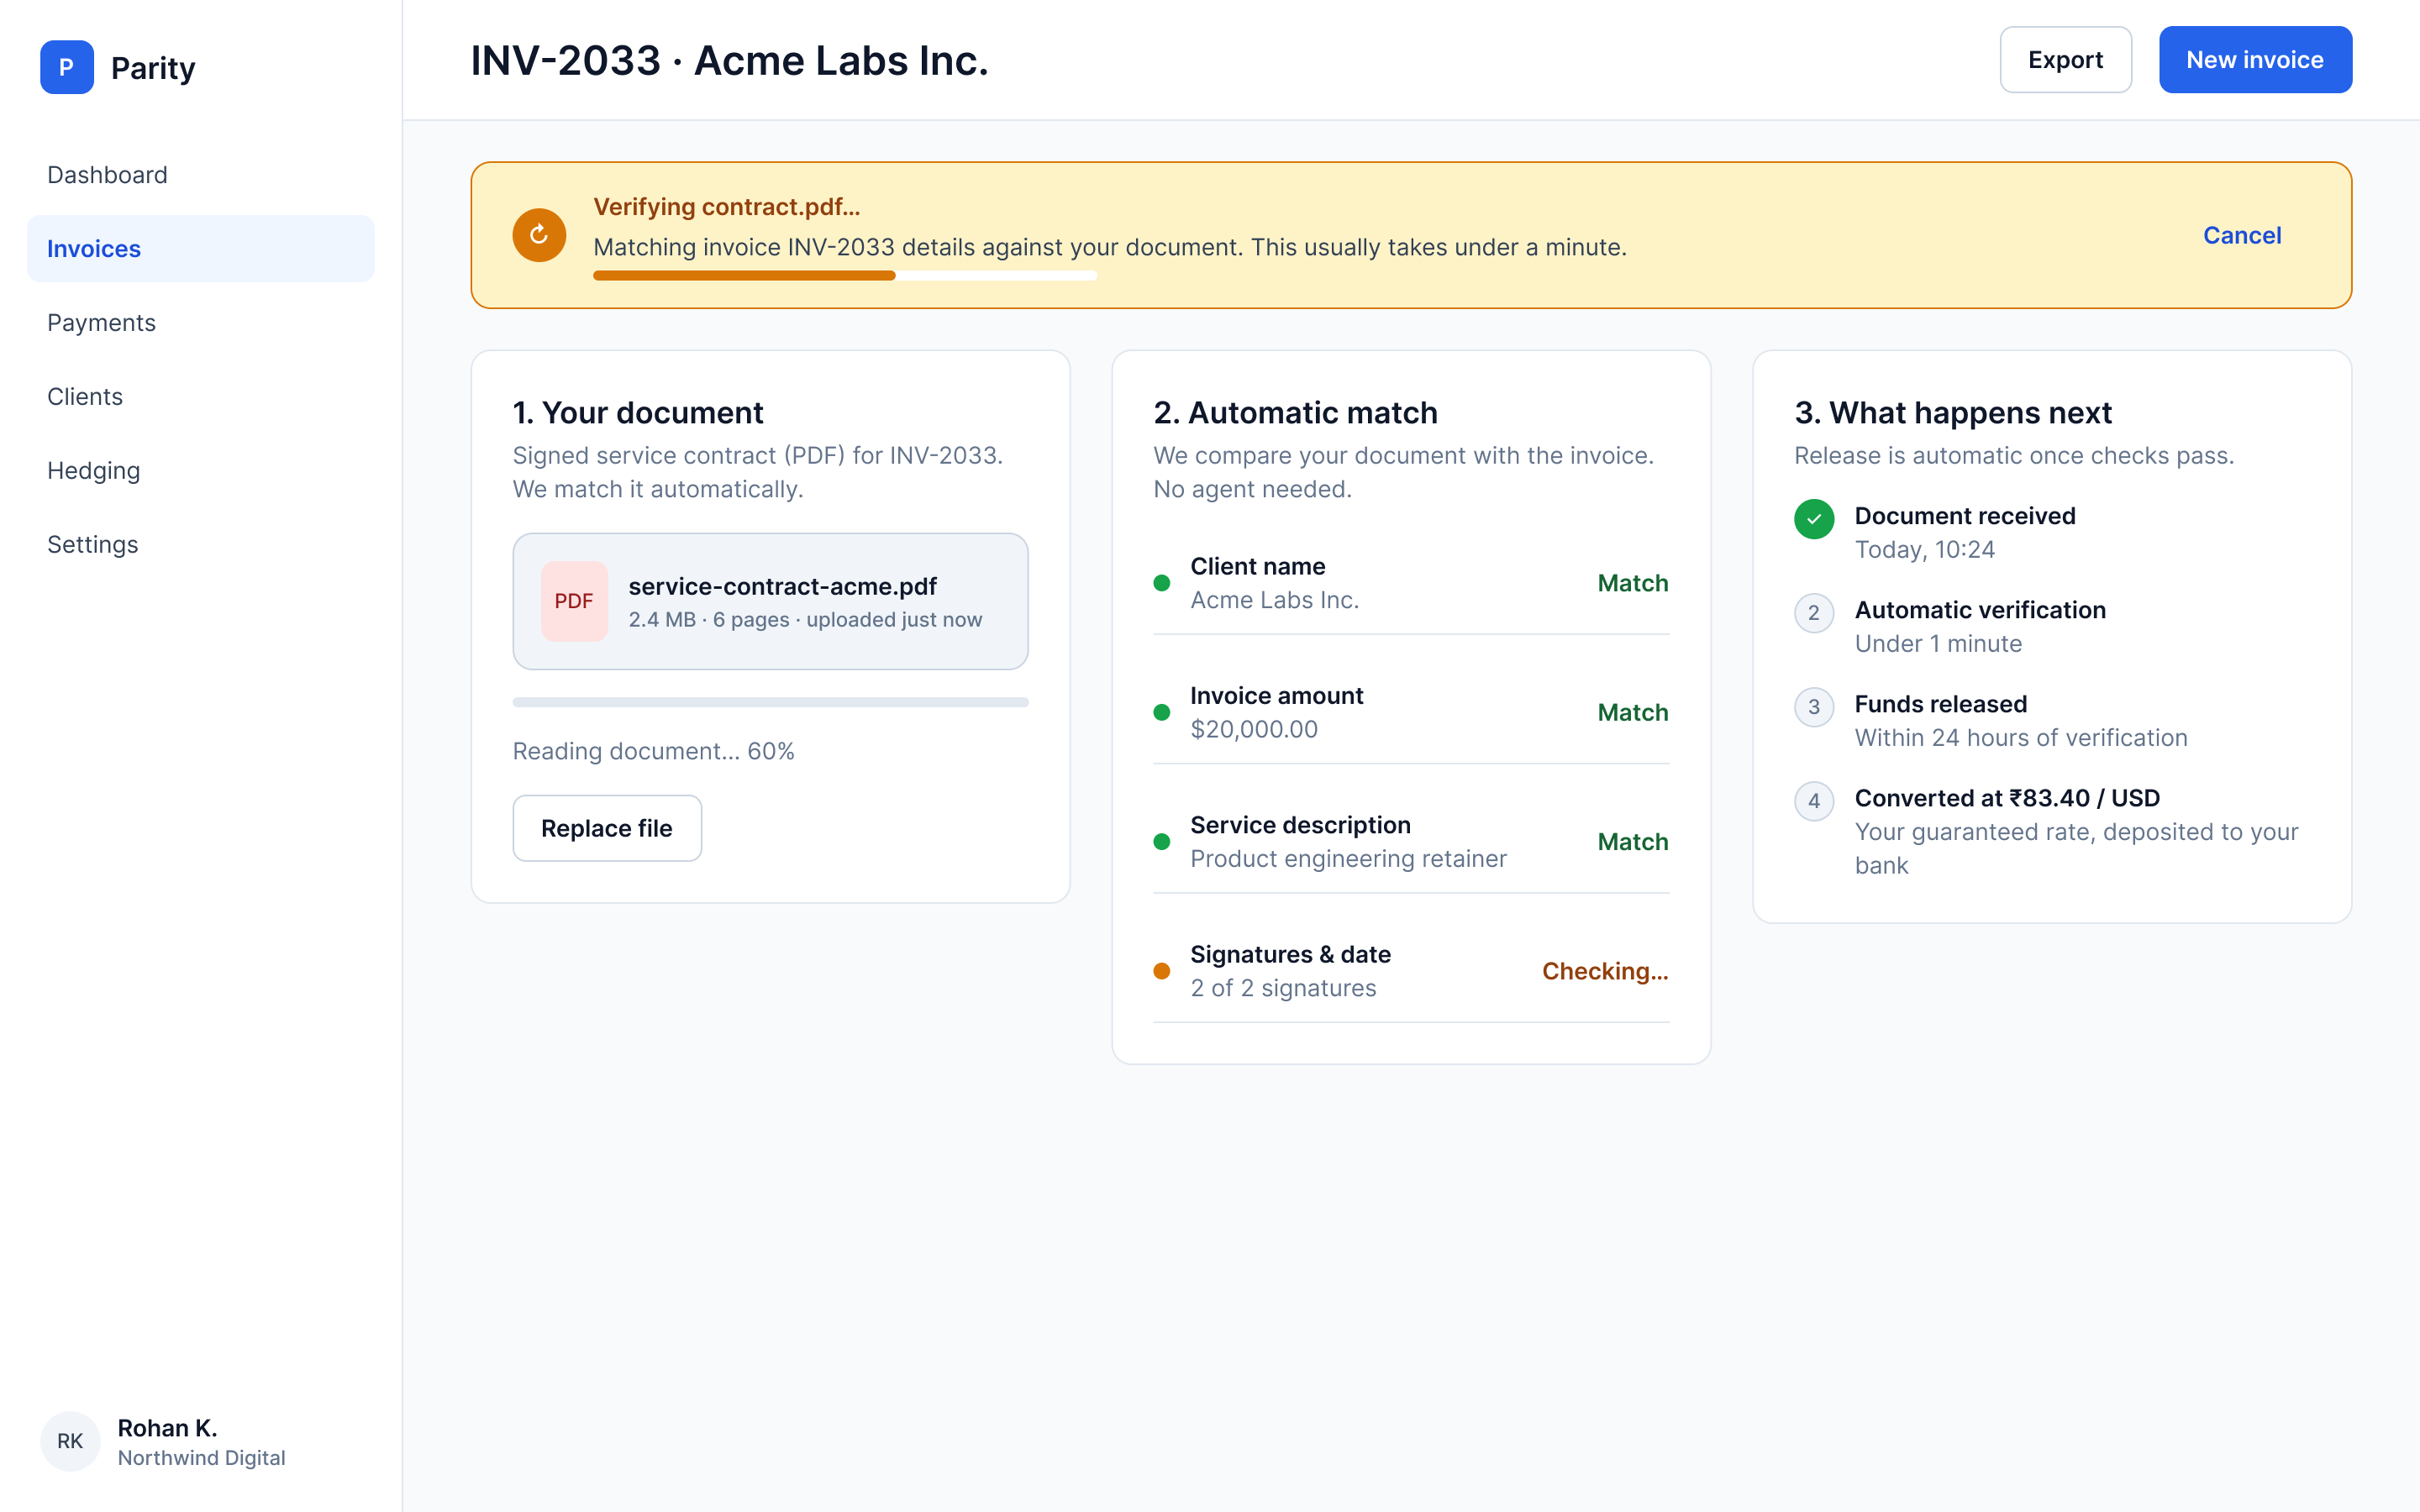 P
Parity
Dashboard
Invoices
Payments
Clients
Hedging
Settings
RK
Rohan K.
Northwind Digital
INV-2033 · Acme Labs Inc.
Export
New invoice
Verifying contract.pdf…
Matching invoice INV-2033 details against your document. This usually takes under a minute.
Cancel
1. Your document
Signed service contract (PDF) for INV-2033.
We match it automatically.
PDF
service-contract-acme.pdf
2.4 MB · 6 pages · uploaded just now
Reading document… 60%
Replace file
2. Automatic match
We compare your document with the invoice.
No agent needed.
Client name
Acme Labs Inc.
Match
Invoice amount
$20,000.00
Match
Service description
Product engineering retainer
Match
Signatures & date
2 of 2 signatures
Checking…
3. What happens next
Release is automatic once checks pass.
Document received
Today, 10:24
2
Automatic verification
Under 1 minute
3
Funds released
Within 24 hours of verification
4
Converted at ₹83.40 / USD
Your guaranteed rate, deposited to your
bank